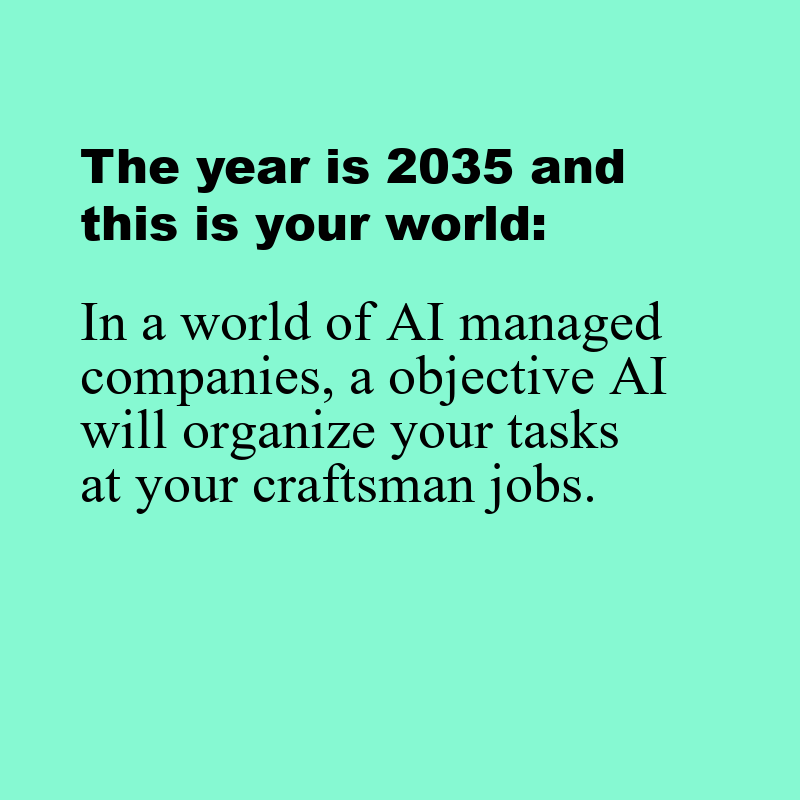 The year is 2035 and
this is your world:
In a world of AI managed
companies, a objective AI
will organize your tasks
at your craftsman jobs.